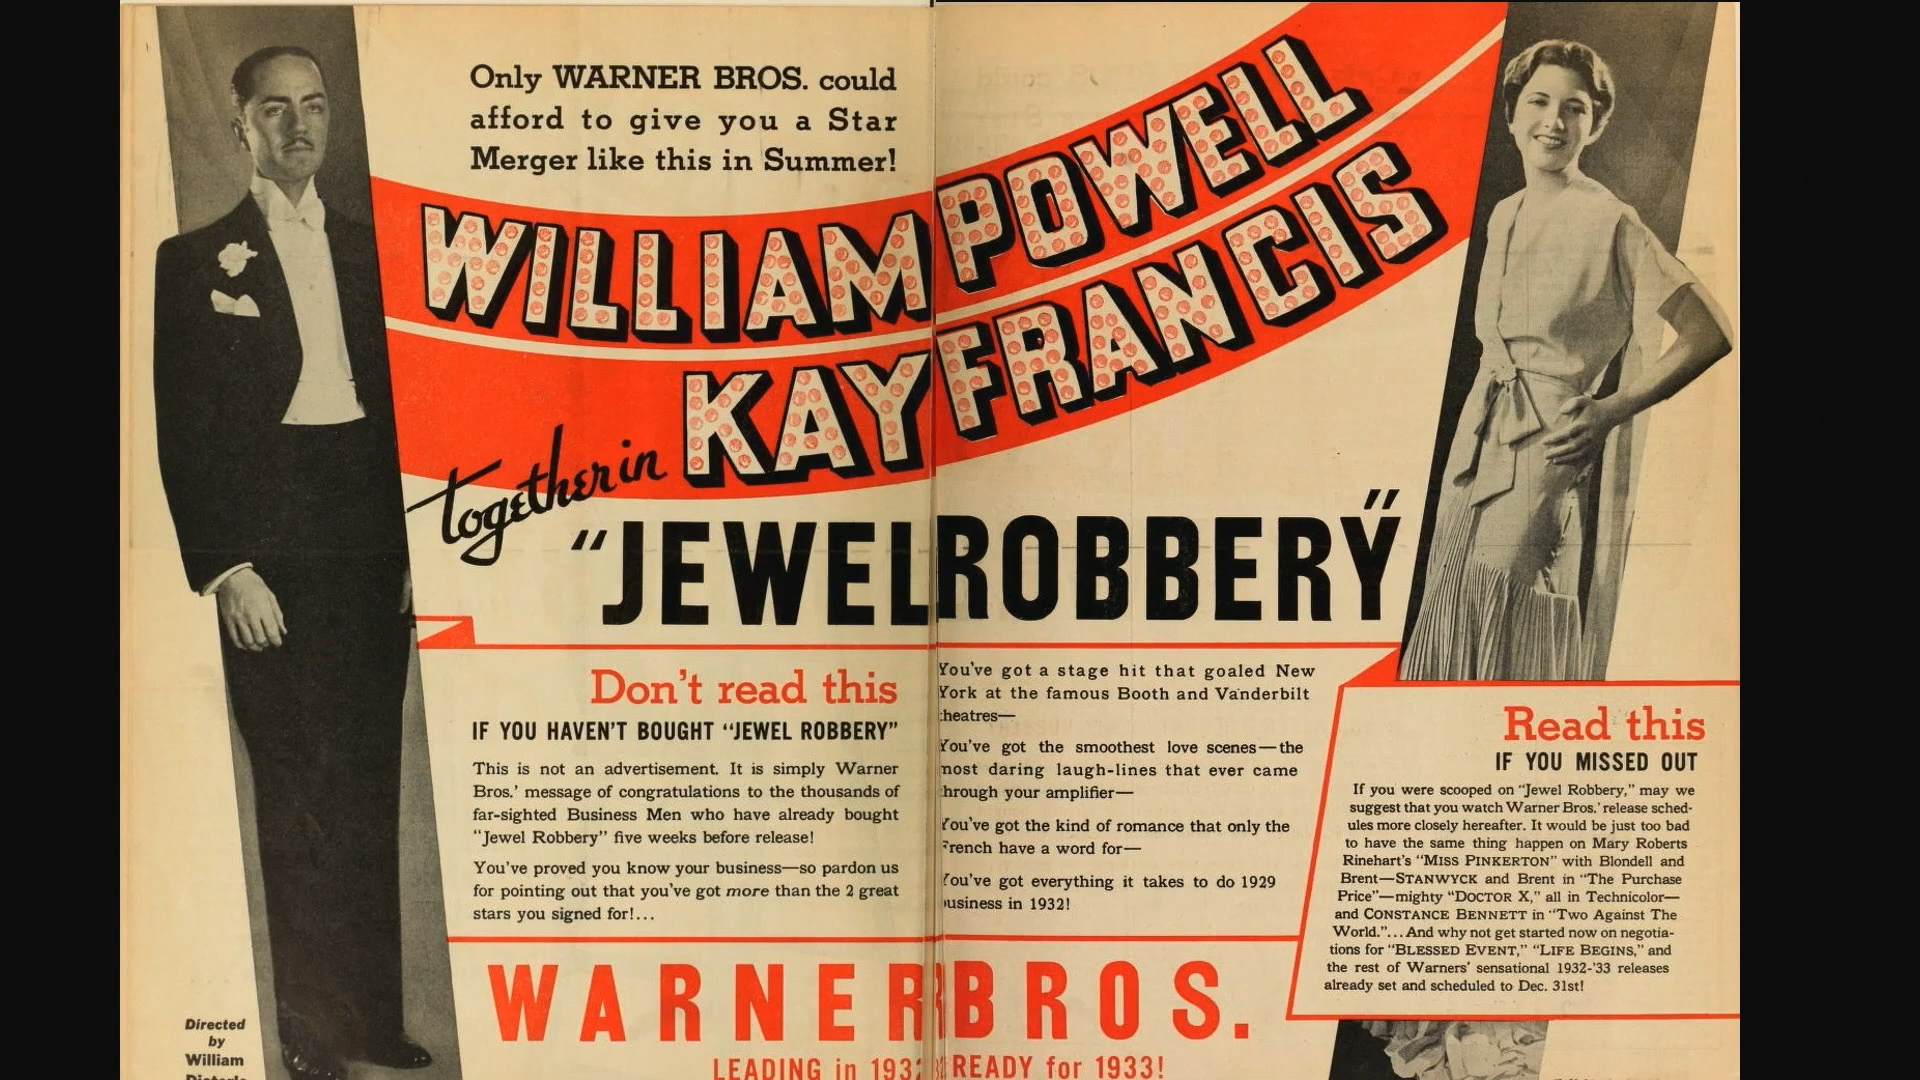 Only WARNER BROS. could
afford to give you a Star
Merger like this in Summer!
WILLIAM POWELL
KAY FRANCIS
together in
"JEWEL ROBBERY"
Don't read this
IF YOU HAVEN'T BOUGHT "JEWEL ROBBERY"
This is not an advertisement. It is simply Warner
Bros.' message of congratulations to the thousands of
far-sighted Business Men who have already bought
"Jewel Robbery" five weeks before release!
You've proved you know your business—so pardon us
for pointing out that you've got more than the 2 great
stars you signed for!...
You've got a stage hit that goaled New
York at the famous Booth and Vanderbilt
theatres—
You've got the smoothest love scenes—the
most daring laugh-lines that ever came
through your amplifier—
You've got the kind of romance that only the
French have a word for—
You've got everything it takes to do 1929
business in 1932!
Read this
IF YOU MISSED OUT
If you were scooped on "Jewel Robbery," may we
suggest that you watch Warner Bros.' release sched-
ules more closely hereafter. It would be just too bad
to have the same thing happen on Mary Roberts
Rinehart's "MISS PINKERTON" with Blondell and
Brent—STANWYCK and Brent in "The Purchase
Price"—mighty "DOCTOR X," all in Technicolor—
and CONSTANCE BENNETT in "Two Against The
World."... And why not get started now on negotia-
tions for "BLESSED EVENT," "LIFE BEGINS," and
the rest of Warners' sensational 1932-'33 releases
already set and scheduled to Dec. 31st!
WARNER BROS.
LEADING in 1932 READY for 1933!
Directed
by
William